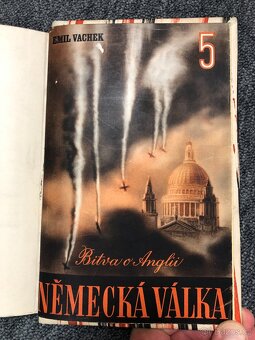 EMIL VACHEK
5
Bitva o Anglii
NĚMECKÁ VÁLKA